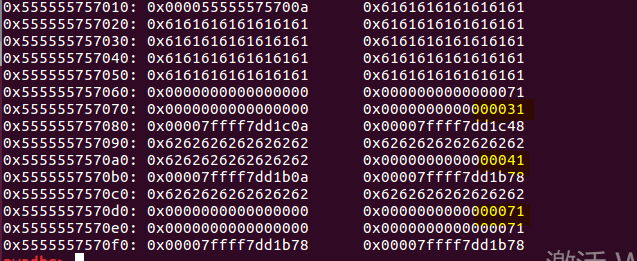 0x555555757010: 0x000055555575700a 0x6161616161616161
0x555555757020: 0x6161616161616161 0x6161616161616161
0x555555757030: 0x6161616161616161 0x6161616161616161
0x555555757040: 0x6161616161616161 0x6161616161616161
0x555555757050: 0x6161616161616161 0x6161616161616161
0x555555757060: 0x0000000000000000 0x0000000000000071
0x555555757070: 0x0000000000000000 0x0000000000000031
0x555555757080: 0x00007ffff7dd1c0a 0x00007ffff7dd1c48
0x555555757090: 0x6262626262626262 0x6262626262626262
0x5555557570a0: 0x6262626262626262 0x0000000000000041
0x5555557570b0: 0x00007ffff7dd1b0a 0x00007ffff7dd1b78
0x5555557570c0: 0x6262626262626262 0x6262626262626262
0x5555557570d0: 0x0000000000000000 0x0000000000000071
0x5555557570e0: 0x0000000000000000 0x0000000000000071
0x5555557570f0: 0x00007ffff7dd1b78 0x00007ffff7dd1b78
激活 W